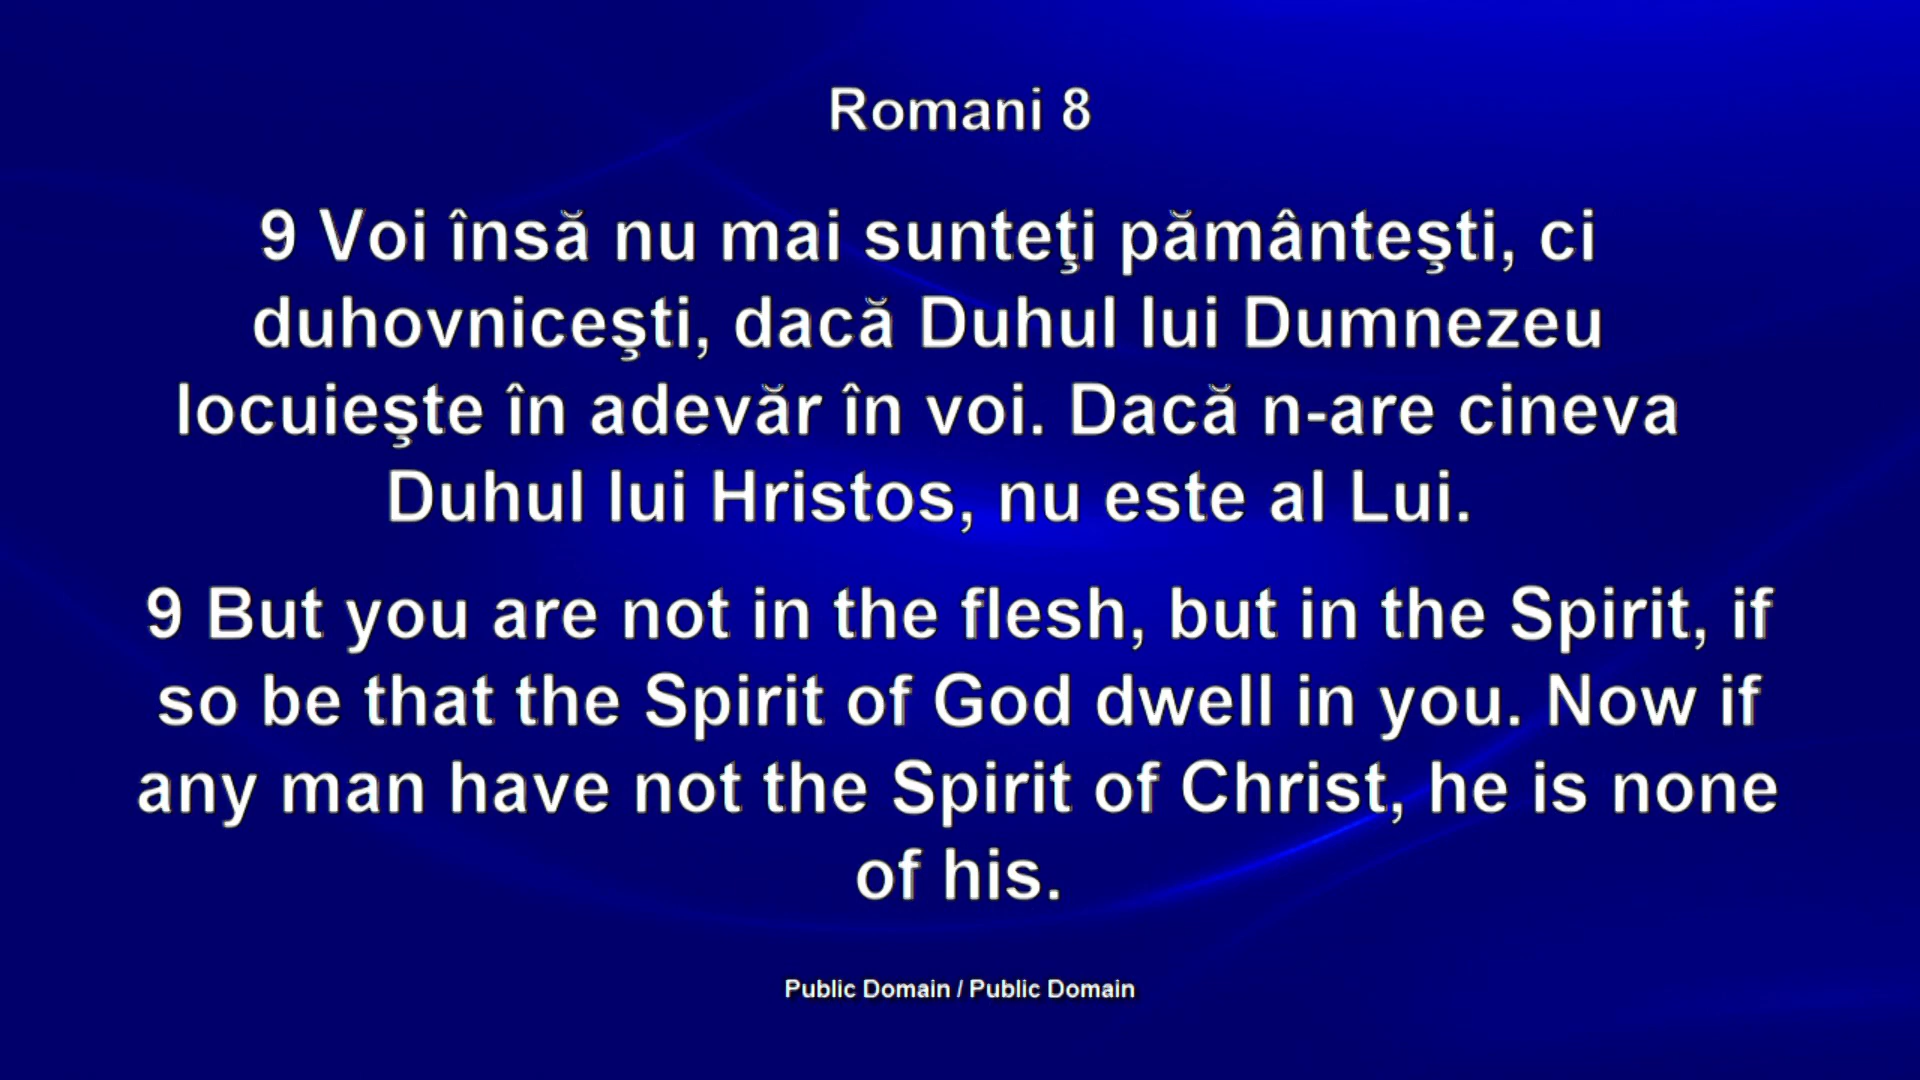 Romani 8
9 Voi însă nu mai sunteţi pământeşti, ci
duhovniceşti, dacă Duhul lui Dumnezeu
locuieşte în adevăr în voi. Dacă n-are cineva
Duhul lui Hristos, nu este al Lui.
9 But you are not in the flesh, but in the Spirit, if
so be that the Spirit of God dwell in you. Now if
any man have not the Spirit of Christ, he is none
of his.
Public Domain / Public Domain